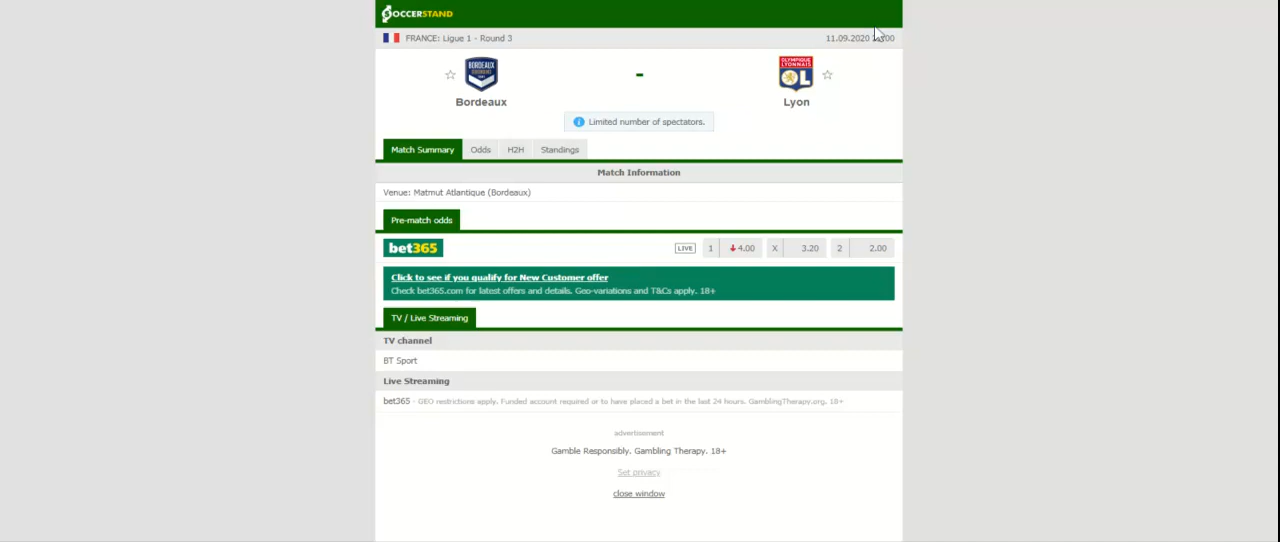 SOCCERSTAND
FRANCE: Ligue 1 - Round 3 11.09.2020
BORDEAUX
OLYMPIQUE LYONNAIS
OL
-
Bordeaux Lyon
Limited number of spectators.
Match Summary Odds H2H Standings
Match Information
Venue: Matmut Atlantique (Bordeaux)
Pre-match odds
bet365 LIVE 1 4.00 X 3.20 2 2.00
Click to see if you qualify for New Customer offer
Check bet365.com for latest offers and details. Geo-variations and T&Cs apply. 18+
TV / Live Streaming
TV channel
BT Sport
Live Streaming
bet365 - GEO restrictions apply. Funded account required or to have placed a bet in the last 24 hours. GamblingTherapy.org. 18+
advertisement
Gamble Responsibly. Gambling Therapy. 18+
Set privacy
close window